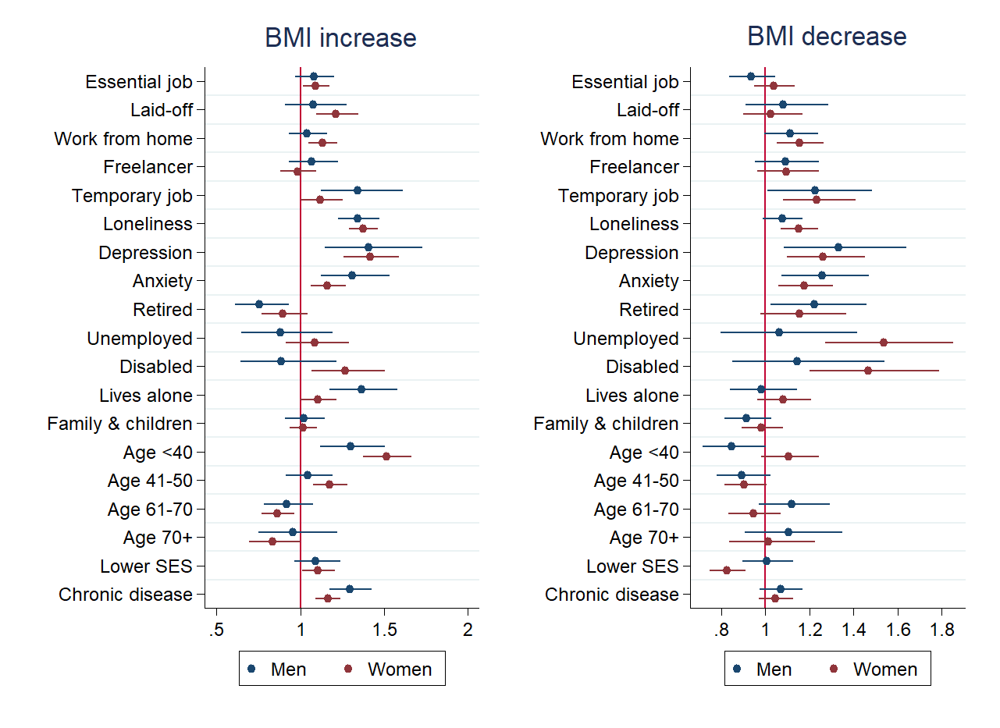 BMI increase
Essential job
Laid-off
Work from home
Freelancer
Temporary job
Loneliness
Depression
Anxiety
Retired
Unemployed
Disabled
Lives alone
Family & children
Age <40
Age 41-50
Age 61-70
Age 70+
Lower SES
Chronic disease
.5 1 1.5 2
Men Women
BMI decrease
Essential job
Laid-off
Work from home
Freelancer
Temporary job
Loneliness
Depression
Anxiety
Retired
Unemployed
Disabled
Lives alone
Family & children
Age <40
Age 41-50
Age 61-70
Age 70+
Lower SES
Chronic disease
.8 1 1.2 1.4 1.6 1.8
Men Women